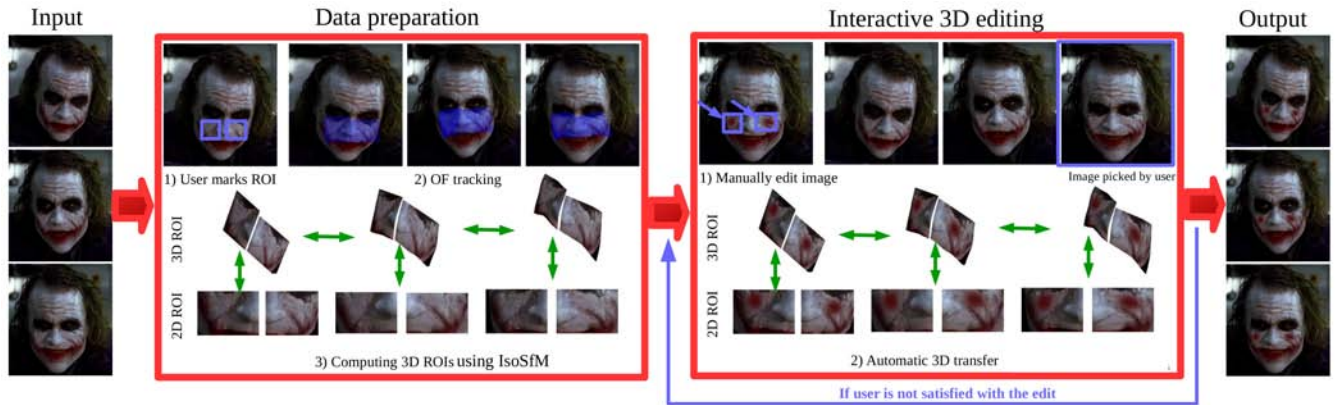 Input
Data preparation
Interactive 3D editing
Output
1) User marks ROI
2) OF tracking
1) Manually edit image
Image picked by user
3D ROI
3D ROI
2D ROI
2D ROI
3) Computing 3D ROIs using IsoSfM
2) Automatic 3D transfer
If user is not satisfied with the edit